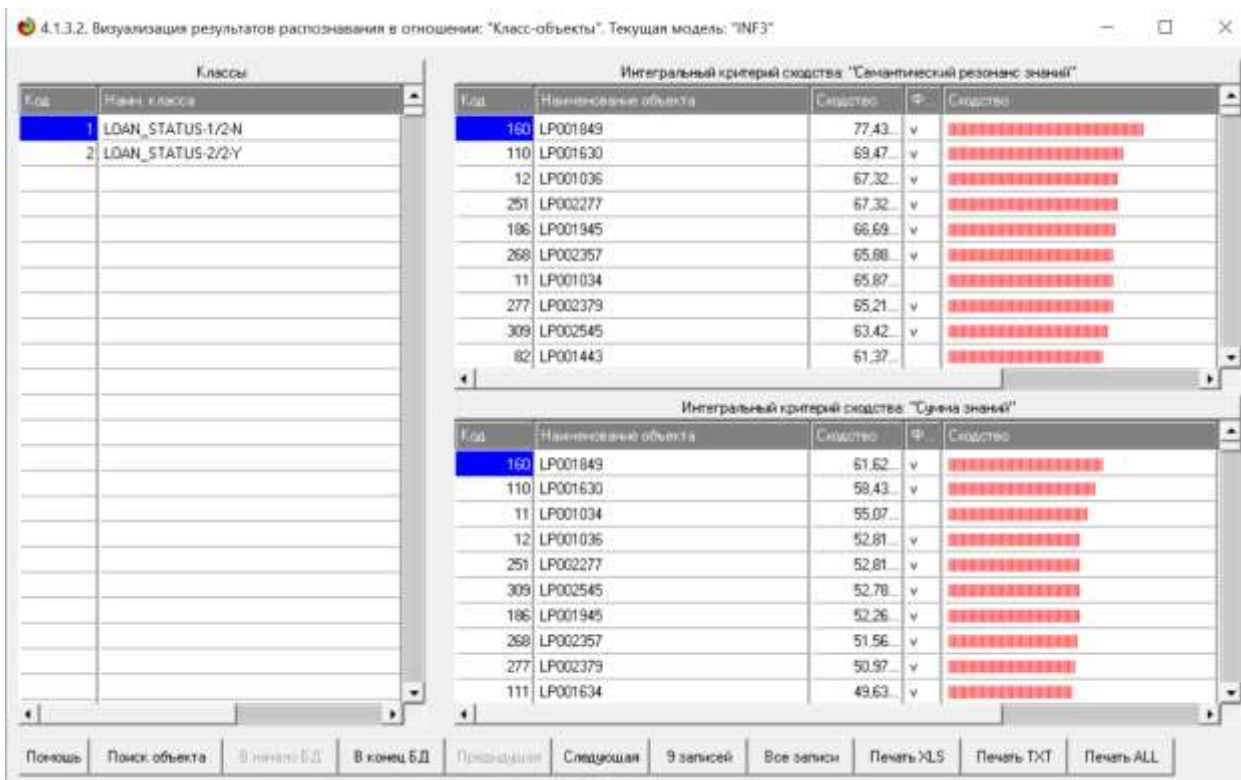 4.1.3.2. Визуализация результатов распознавания в отношении: "Класс-объекты". Текущая модель: "INF3"
Классы
Код Наим. класса
1 LOAN_STATUS-1/2-N
2 LOAN_STATUS-2/2-Y
Интегральный критерий сходства: "Семантический резонанс знаний"
Код Наименование объекта Сходство Ф... Сходство
160 LP001849 77,43... v
110 LP001630 69,47... v
12 LP001036 67,32... v
251 LP002277 67,32... v
186 LP001945 66,69... v
268 LP002357 65,88... v
11 LP001034 65,87...
277 LP002379 65,21... v
309 LP002545 63,42... v
82 LP001443 61,37...
Интегральный критерий сходства: "Сумма знаний"
Код Наименование объекта Сходство Ф... Сходство
160 LP001849 61,62... v
110 LP001630 58,43... v
11 LP001034 55,07...
12 LP001036 52,81... v
251 LP002277 52,81... v
309 LP002545 52,78... v
186 LP001945 52,26... v
268 LP002357 51,56... v
277 LP002379 50,97... v
111 LP001634 49,63... v
Помощь Поиск объекта В начало БД В конец БД Предыдущая Следующая 9 записей Все записи Печать XLS Печать TXT Печать ALL